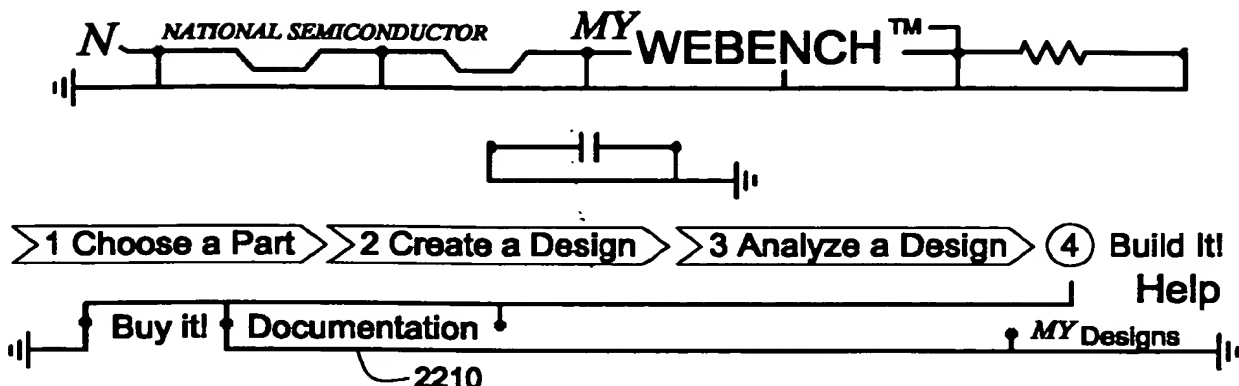 N NATIONAL SEMICONDUCTOR MY WEBENCH™
1 Choose a Part 2 Create a Design 3 Analyze a Design 4 Build It!
Help
Buy it! Documentation MY Designs
2210